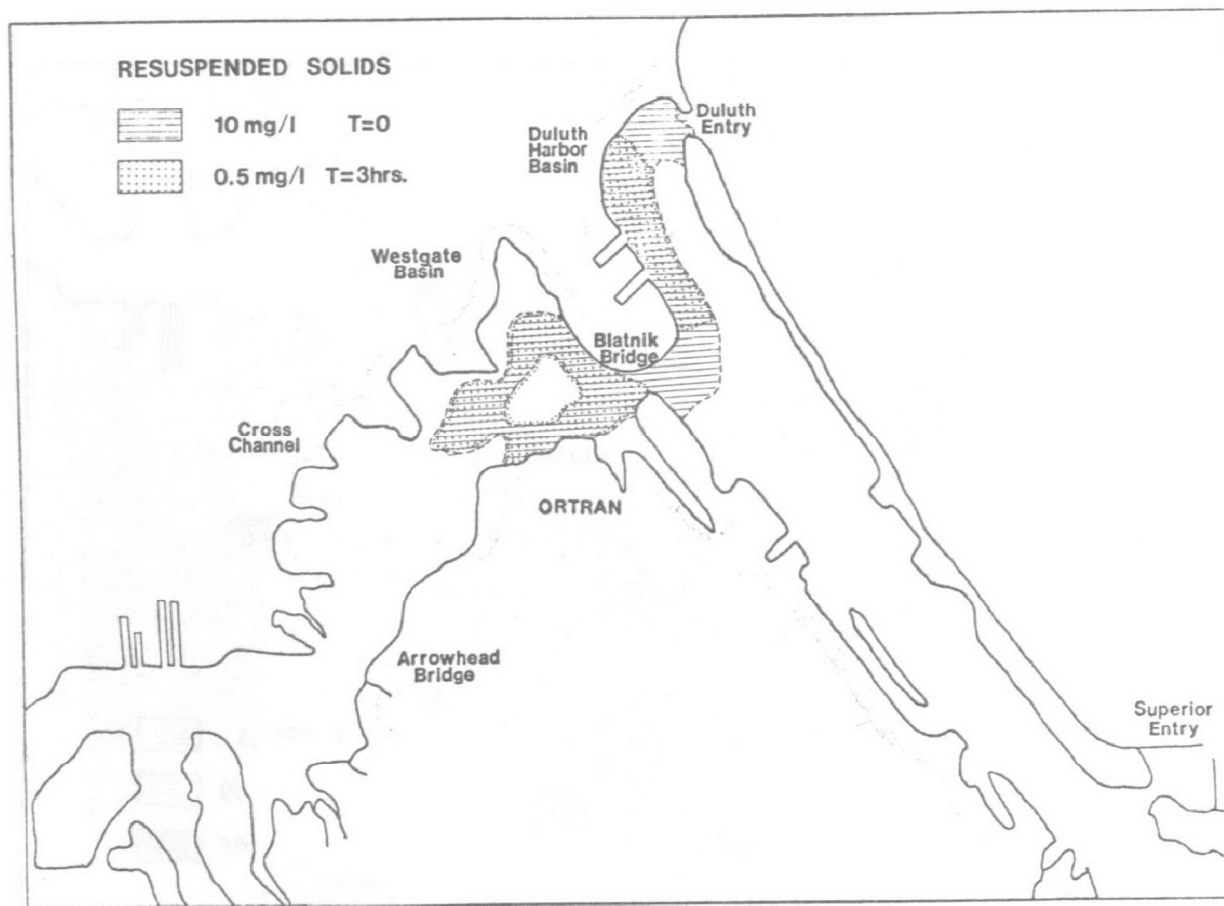 RESUSPENDED SOLIDS
10 mg/l T=0
0.5 mg/l T=3hrs.
Duluth
Entry
Duluth
Harbor
Basin
Westgate
Basin
Blatnik
Bridge
Cross
Channel
ORTRAN
Arrowhead
Bridge
Superior
Entry